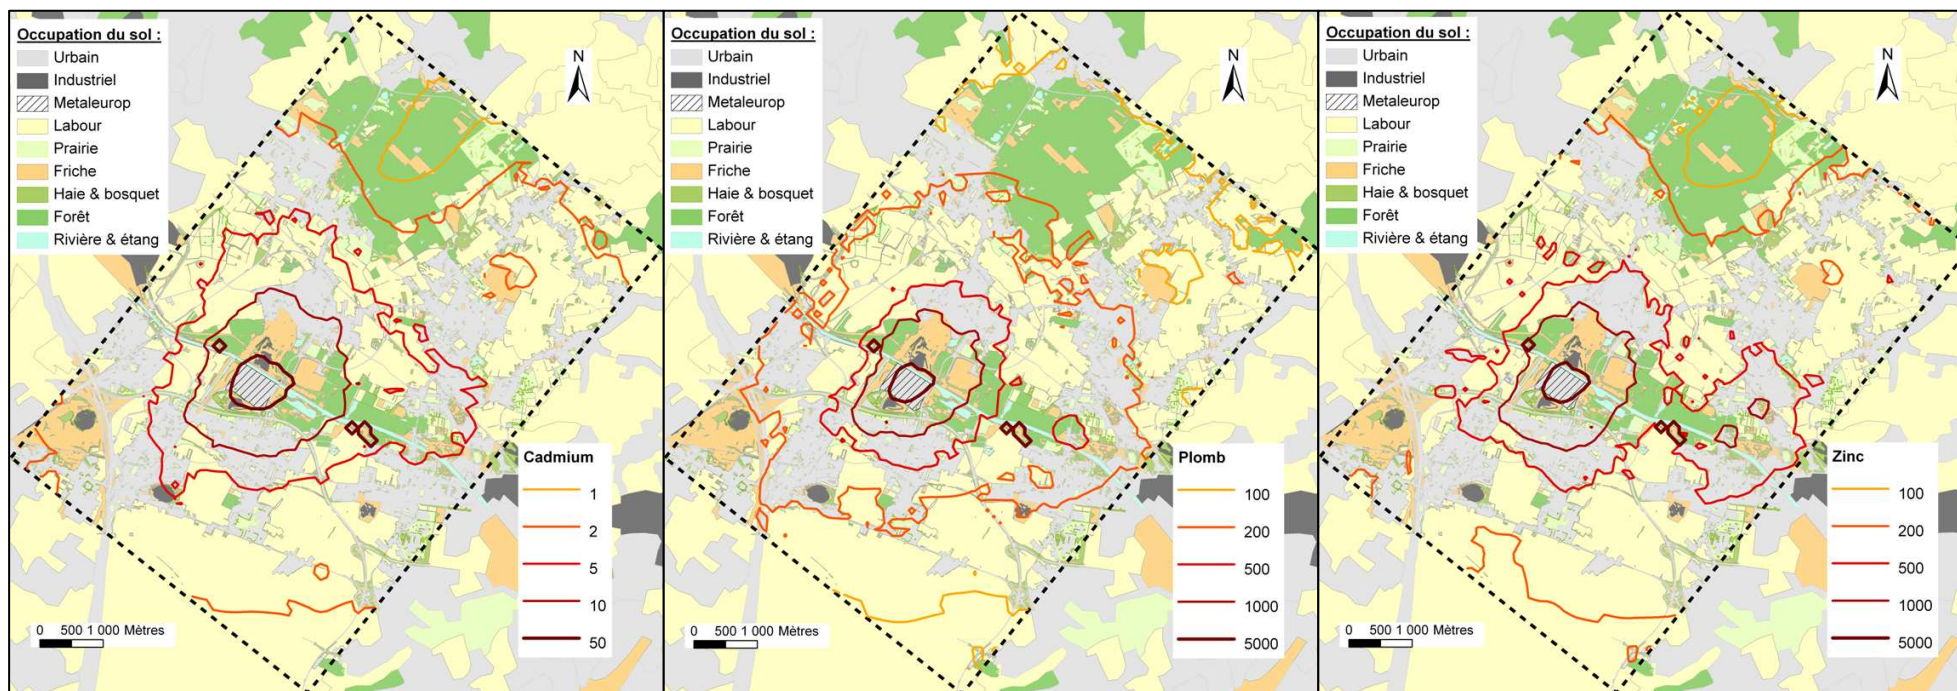 Occupation du sol :
Urbain
Industriel
Metaleurop
Labour
Prairie
Friche
Haie & bosquet
Forêt
Rivière & étang
N
Cadmium
1
2
5
10
50
0 500 1 000 Mètres
Occupation du sol :
Urbain
Industriel
Metaleurop
Labour
Prairie
Friche
Haie & bosquet
Forêt
Rivière & étang
N
Plomb
100
200
500
1000
5000
0 500 1 000 Mètres
Occupation du sol :
Urbain
Industriel
Metaleurop
Labour
Prairie
Friche
Haie & bosquet
Forêt
Rivière & étang
N
Zinc
100
200
500
1000
5000
0 500 1 000 Mètres